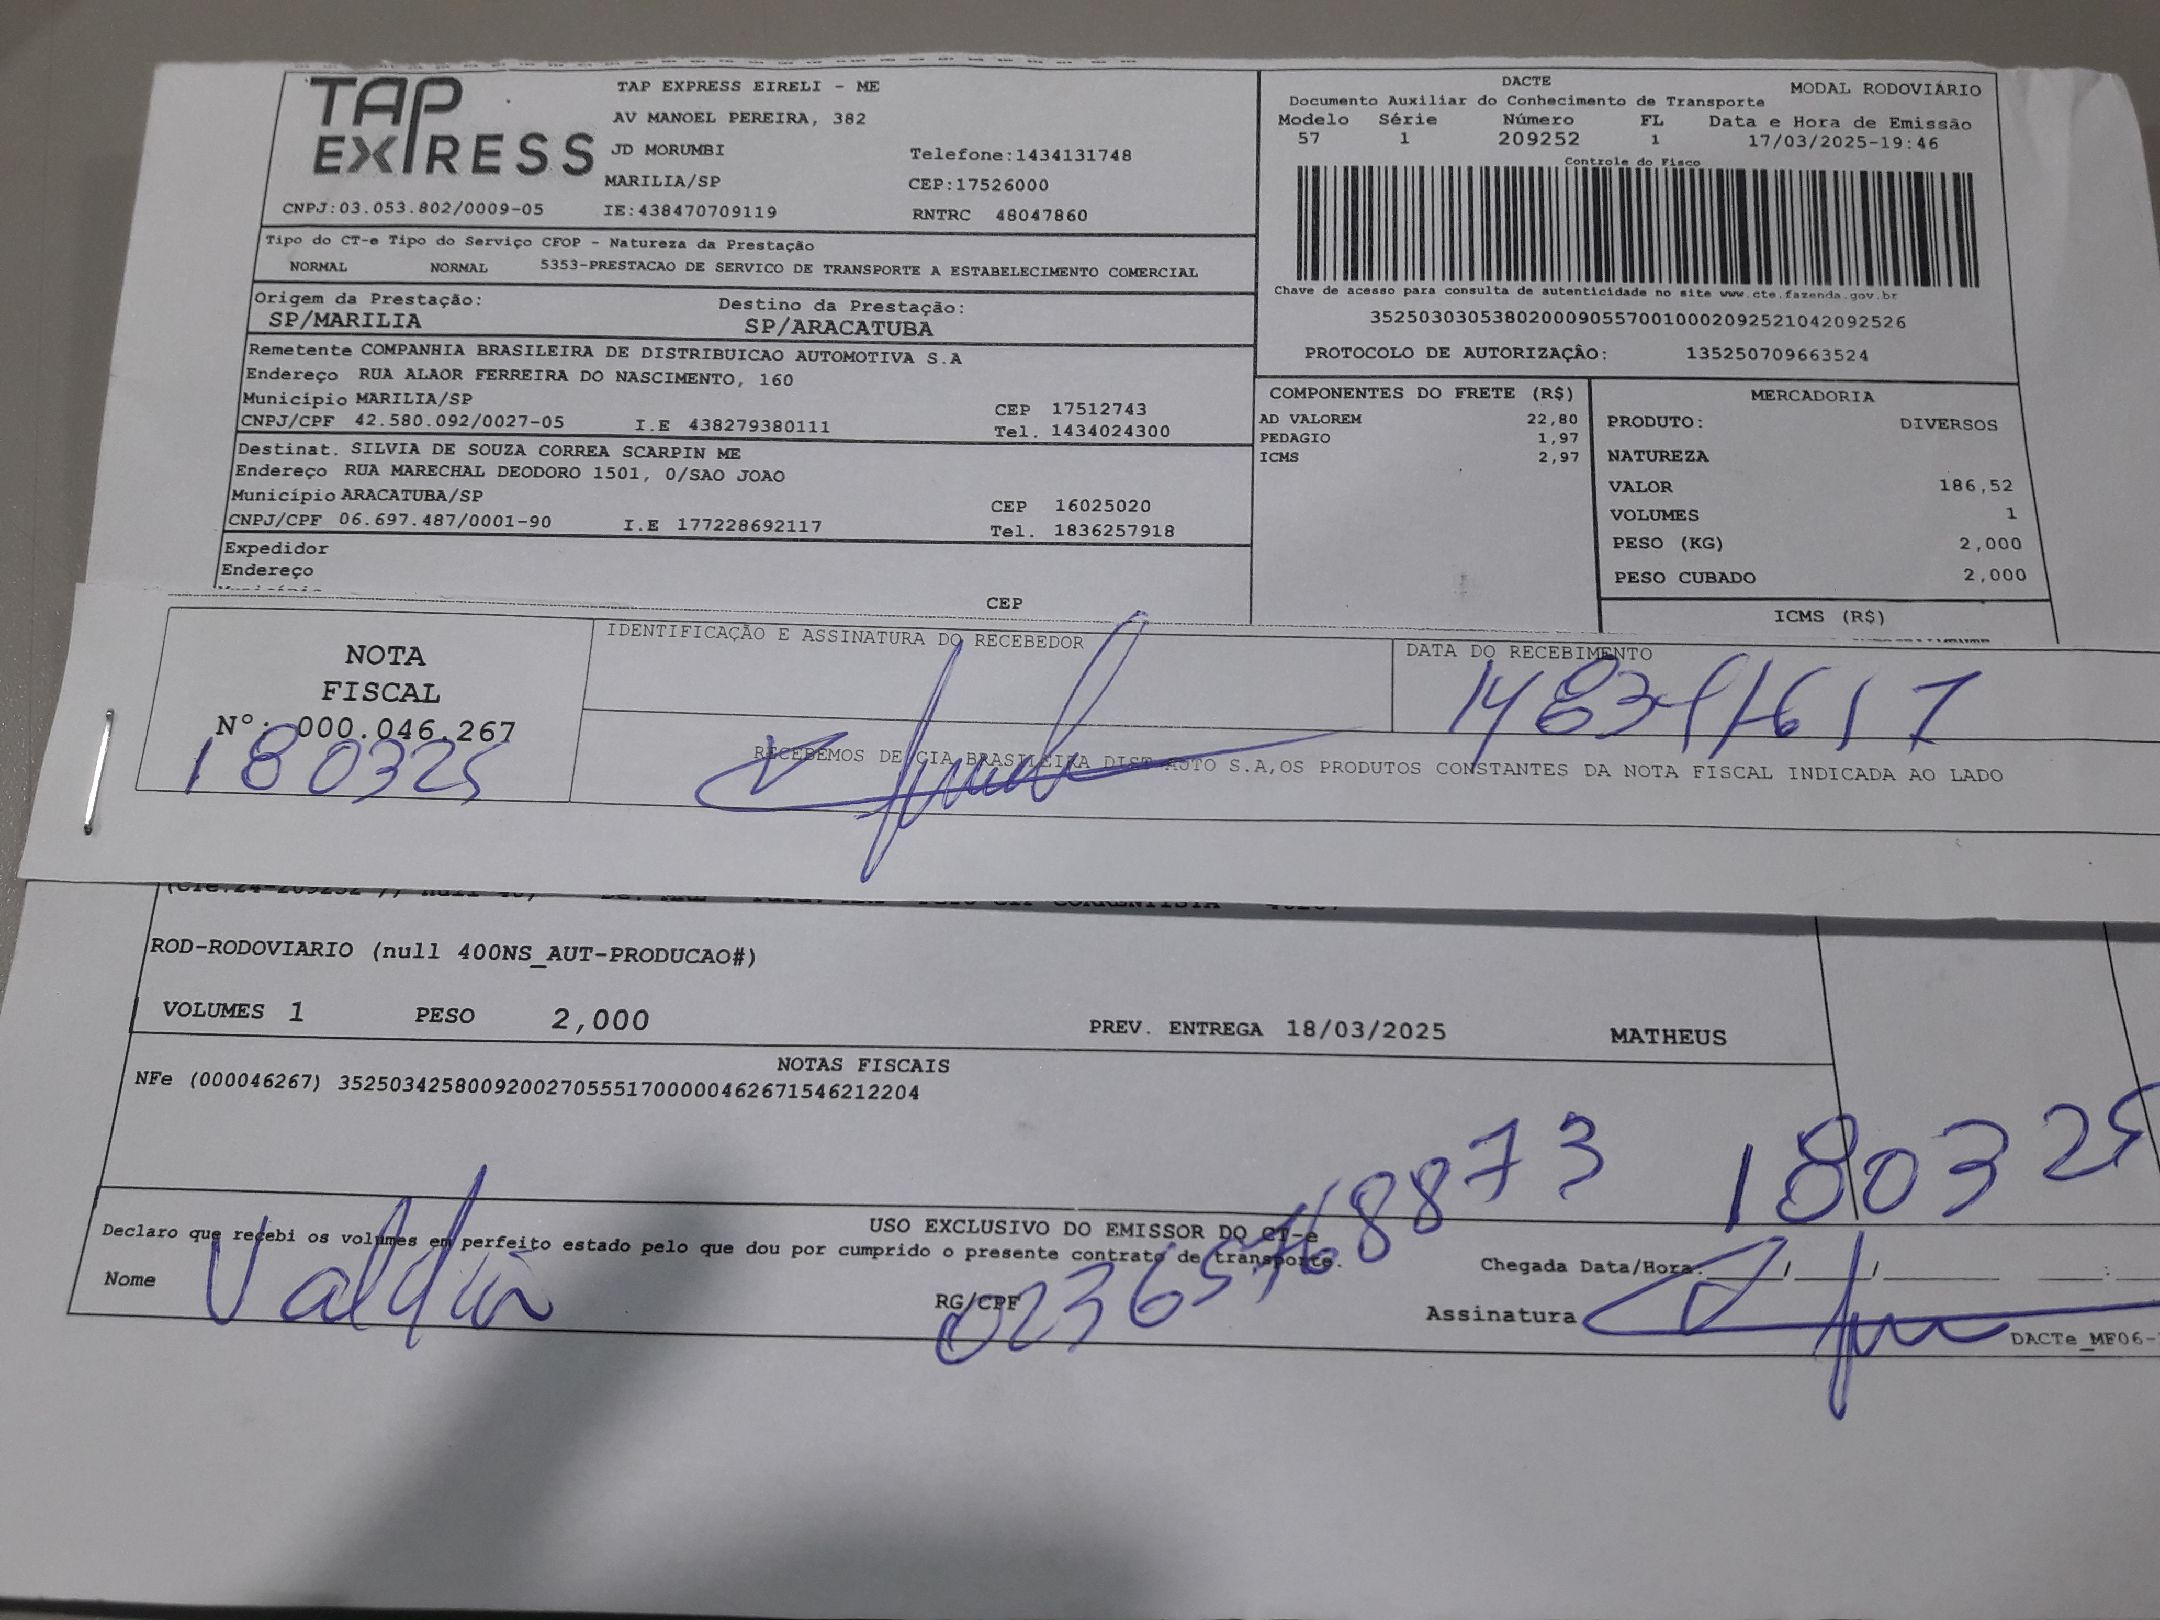 TAP EXPRESS
TAP EXPRESS EIRELI - ME
AV MANOEL PEREIRA, 382
JD MORUMBI Telefone:1434131748
MARILIA/SP CEP:17526000
CNPJ:03.053.802/0009-05 IE:438470709119 RNTRC 48047860
Tipo do CT-e Tipo do Serviço CFOP - Natureza da Prestação
NORMAL NORMAL 5353-PRESTACAO DE SERVICO DE TRANSPORTE A ESTABELECIMENTO COMERCIAL
Origem da Prestação: Destino da Prestação:
SP/MARILIA SP/ARACATUBA
Remetente COMPANHIA BRASILEIRA DE DISTRIBUICAO AUTOMOTIVA S.A
Endereço RUA ALAOR FERREIRA DO NASCIMENTO, 160
Município MARILIA/SP CEP 17512743
CNPJ/CPF 42.580.092/0027-05 I.E 438279380111 Tel. 1434024300
Destinat. SILVIA DE SOUZA CORREA SCARPIN ME
Endereço RUA MARECHAL DEODORO 1501, 0/SAO JOAO
Município ARACATUBA/SP CEP 16025020
CNPJ/CPF 06.697.487/0001-90 I.E 177228692117 Tel. 1836257918
Expedidor
Endereço
Município
CEP
DACTE MODAL RODOVIÁRIO
Documento Auxiliar do Conhecimento de Transporte
Modelo Série Número FL Data e Hora de Emissão
57 1 209252 1 17/03/2025-19:46
Controle do Fisco
Chave de acesso para consulta de autenticidade no site www.cte.fazenda.gov.br
35250303053802000905570010002092521042092526
PROTOCOLO DE AUTORIZAÇÂO: 135250709663524
COMPONENTES DO FRETE (R$)
AD VALOREM 22,80
PEDAGIO 1,97
ICMS 2,97
MERCADORIA
PRODUTO: DIVERSOS
NATUREZA
VALOR 186,52
VOLUMES 1
PESO (KG) 2,000
PESO CUBADO 2,000
ICMS (R$)
NOTA
FISCAL
N°: 000.046.267
180325
IDENTIFICAÇÃO E ASSINATURA DO RECEBEDOR
DATA DO RECEBIMENTO
RECEBEMOS DE CIA BRASILEIRA DIST AUTO S.A,OS PRODUTOS CONSTANTES DA NOTA FISCAL INDICADA AO LADO
ROD-RODOVIARIO (null 400NS_AUT-PRODUCAO#)
VOLUMES 1 PESO 2,000 PREV. ENTREGA 18/03/2025 MATHEUS
NOTAS FISCAIS
NFe (000046267) 35250342580092002705551700000462671546212204
180325
USO EXCLUSIVO DO EMISSOR DO CT-e
Declaro que recebi os volumes em perfeito estado pelo que dou por cumprido o presente contrato de transporte.
Chegada Data/Hora: / / :
Nome RG/CPF Assinatura
DACTe_MF06-